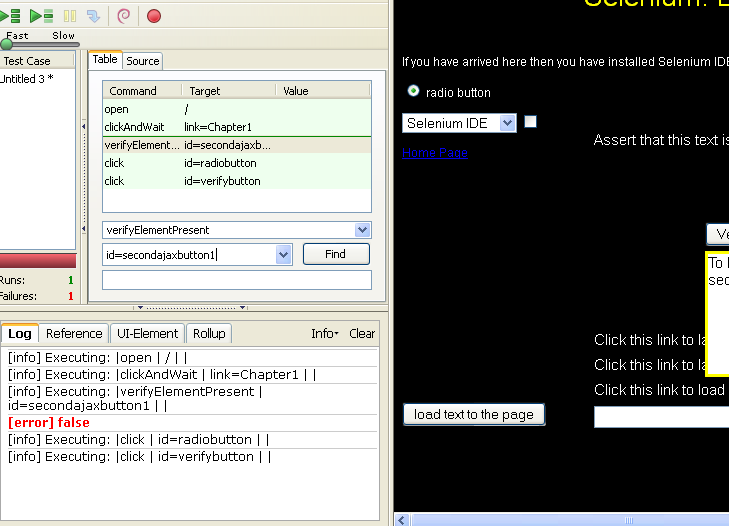 Fast Slow
Test Case
Untitled 3 *
Runs: 1
Failures: 1
Table Source
Command Target Value
open /
clickAndWait link=Chapter1
verifyElement... id=secondajaxb...
click id=radiobutton
click id=verifybutton
verifyElementPresent
id=secondajaxbutton1
Find
Log Reference UI-Element Rollup Info Clear
[info] Executing: |open | / | |
[info] Executing: |clickAndWait | link=Chapter1 | |
[info] Executing: |verifyElementPresent |
id=secondajaxbutton1 | |
[error] false
[info] Executing: |click | id=radiobutton | |
[info] Executing: |click | id=verifybutton | |
Selenium:
If you have arrived here then you have installed Selenium IDE
radio button
Selenium IDE
Assert that this text is
Home Page
Ve
To
sec
Click this link to la
Click this link to la
Click this link to load
load text to the page